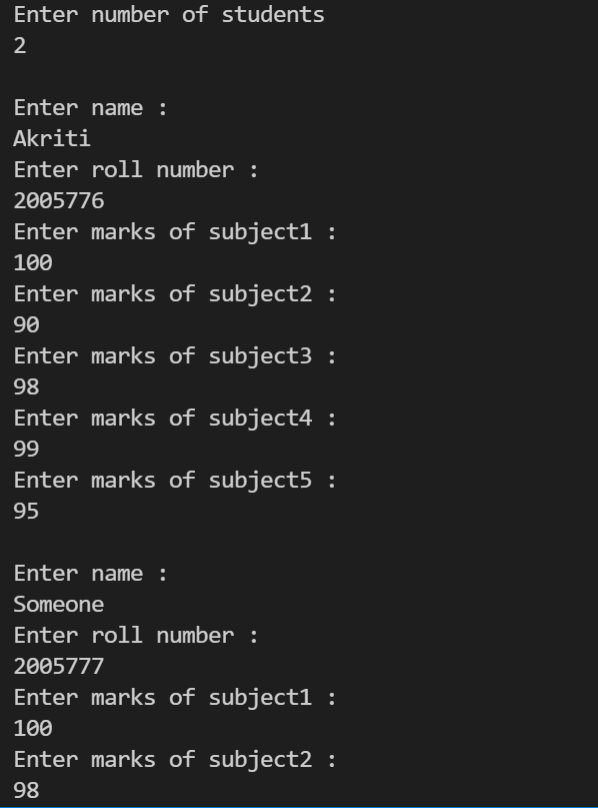 Enter number of students
2

Enter name :
Akriti
Enter roll number :
2005776
Enter marks of subject1 :
100
Enter marks of subject2 :
90
Enter marks of subject3 :
98
Enter marks of subject4 :
99
Enter marks of subject5 :
95

Enter name :
Someone
Enter roll number :
2005777
Enter marks of subject1 :
100
Enter marks of subject2 :
98